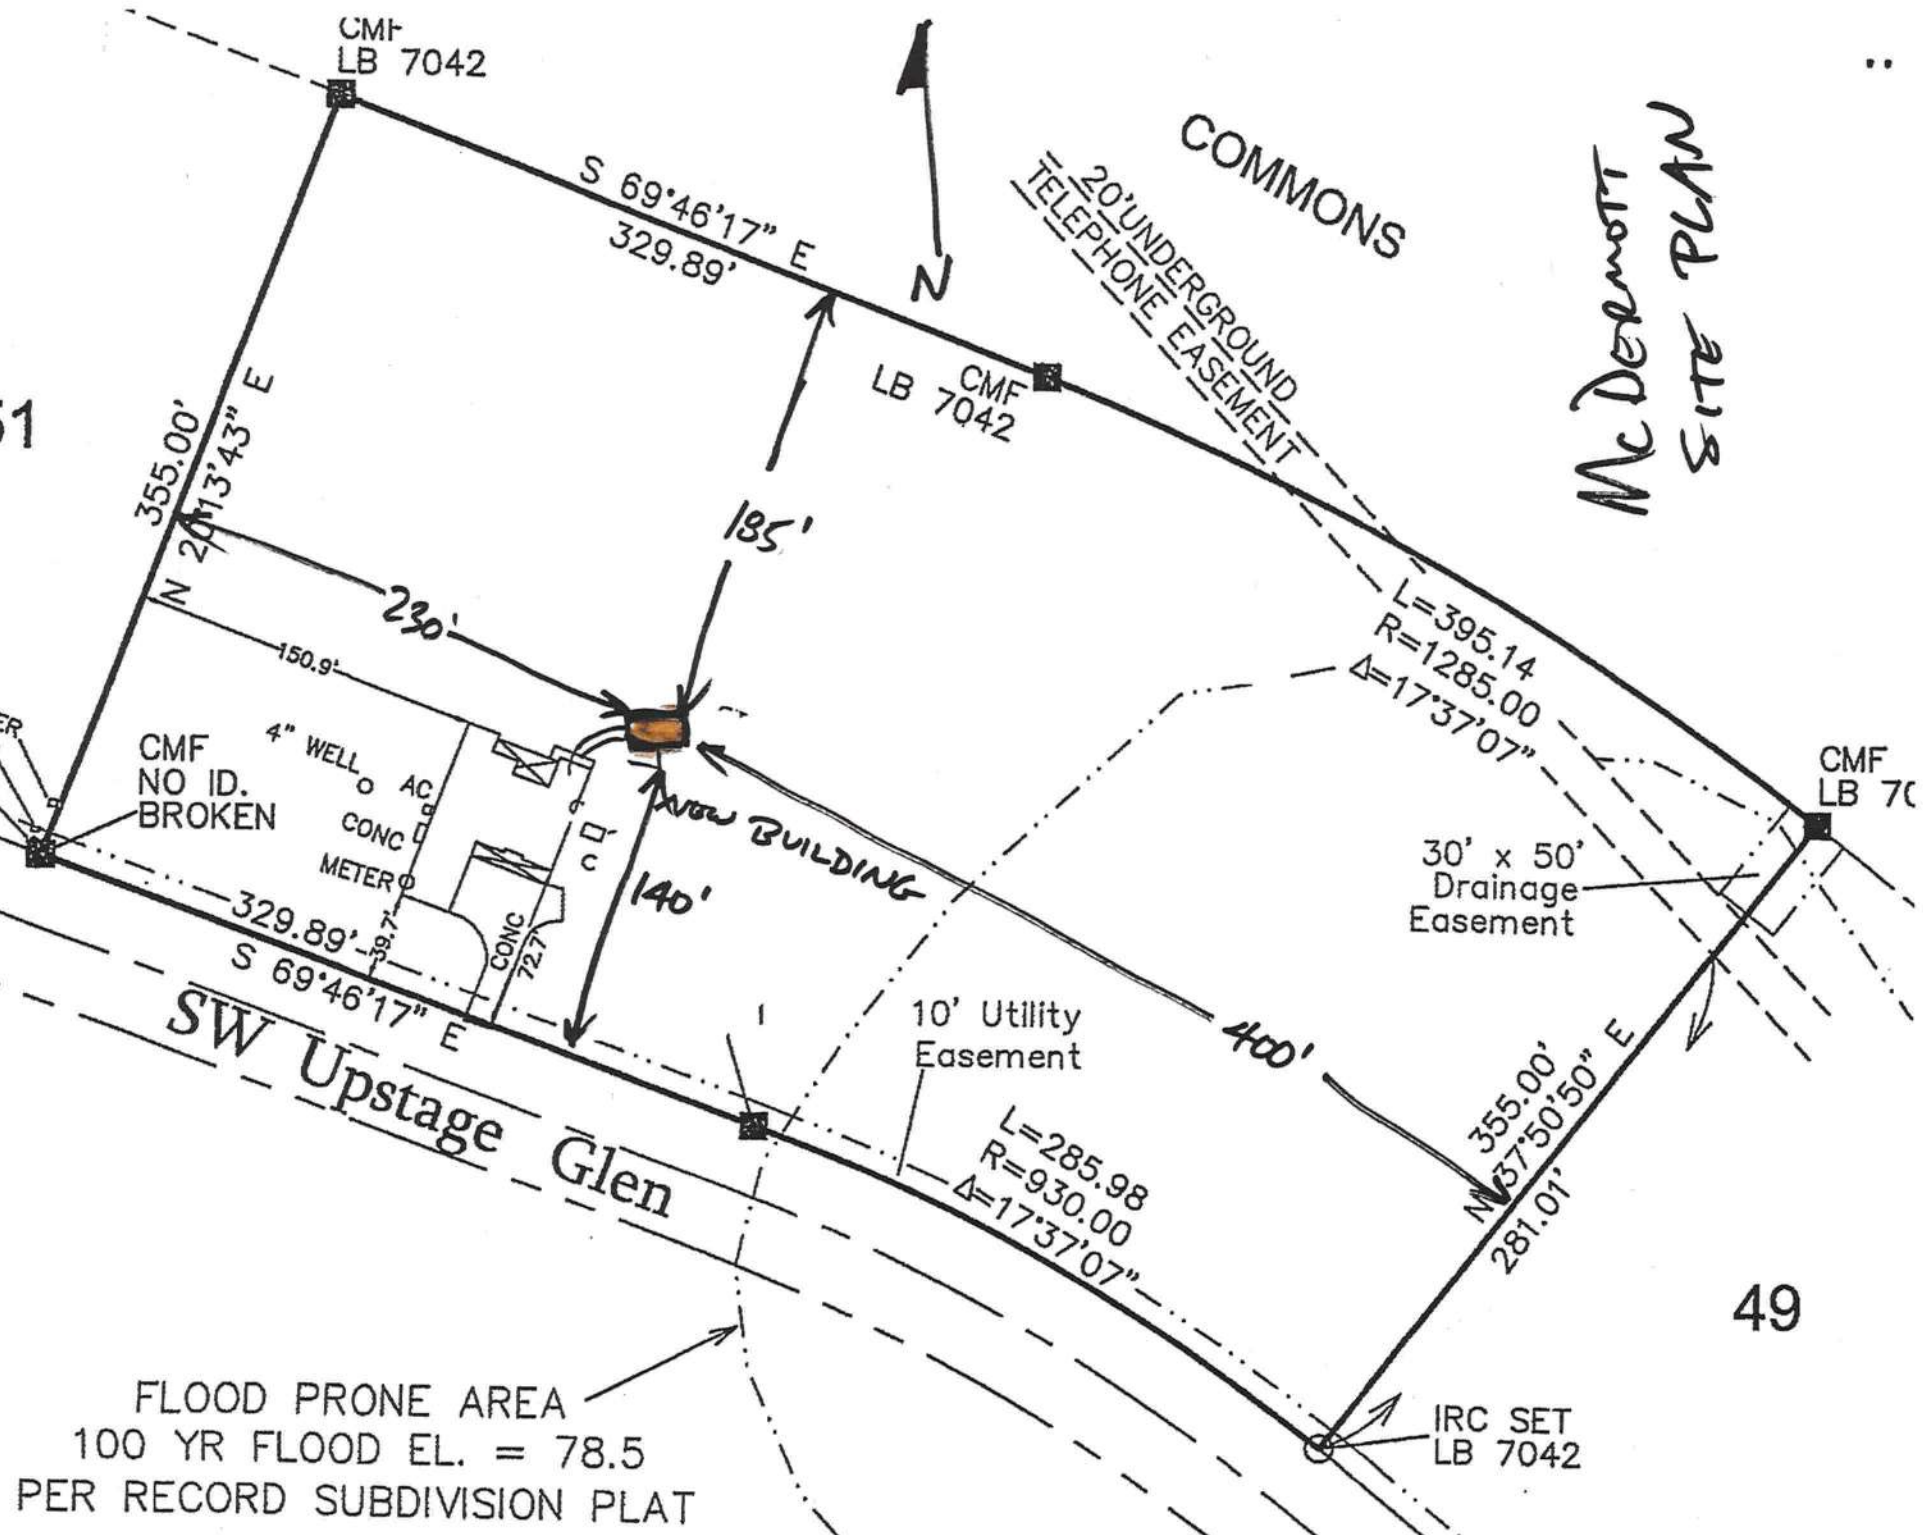 CMF
LB 7042
S 69°46'17" E
329.89'
N
COMMONS
20'UNDERGROUND
TELEPHONE EASEMENT
McDERMOTT
SITE PLAN
51
355.00'
N 20°13'43" E
CMF
LB 7042
185'
230'
150.9'
L=395.14
R=1285.00
Δ=17°37'07"
CMF
NO ID.
BROKEN
4" WELL
AC
CONC
METER
C
C
NEW BUILDING
140'
CONC
72.7'
39.7'
329.89'
S 69°46'17" E
SW Upstage Glen
10' Utility
Easement
400'
L=285.98
R=930.00
Δ=17°37'07"
CMF
LB 70
30' x 50'
Drainage
Easement
355.00'
N 37°50'50" E
281.01'
49
FLOOD PRONE AREA
100 YR FLOOD EL. = 78.5
PER RECORD SUBDIVISION PLAT
IRC SET
LB 7042